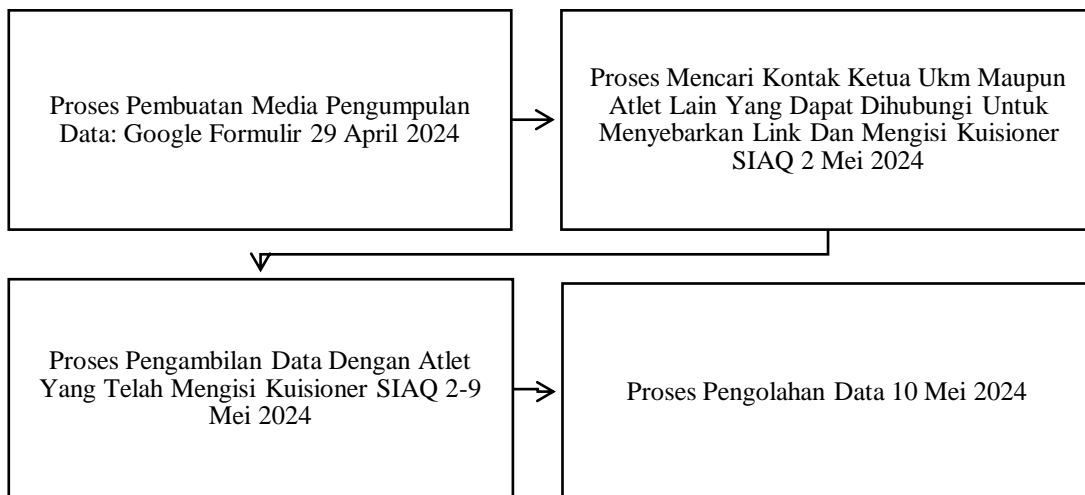 Proses Pembuatan Media Pengumpulan
Data: Google Formulir 29 April 2024
Proses Mencari Kontak Ketua Ukm Maupun
Atlet Lain Yang Dapat Dihubungi Untuk
Menyebarkan Link Dan Mengisi Kuisioner
SIAQ 2 Mei 2024
Proses Pengambilan Data Dengan Atlet
Yang Telah Mengisi Kuisioner SIAQ 2-9
Mei 2024
Proses Pengolahan Data 10 Mei 2024